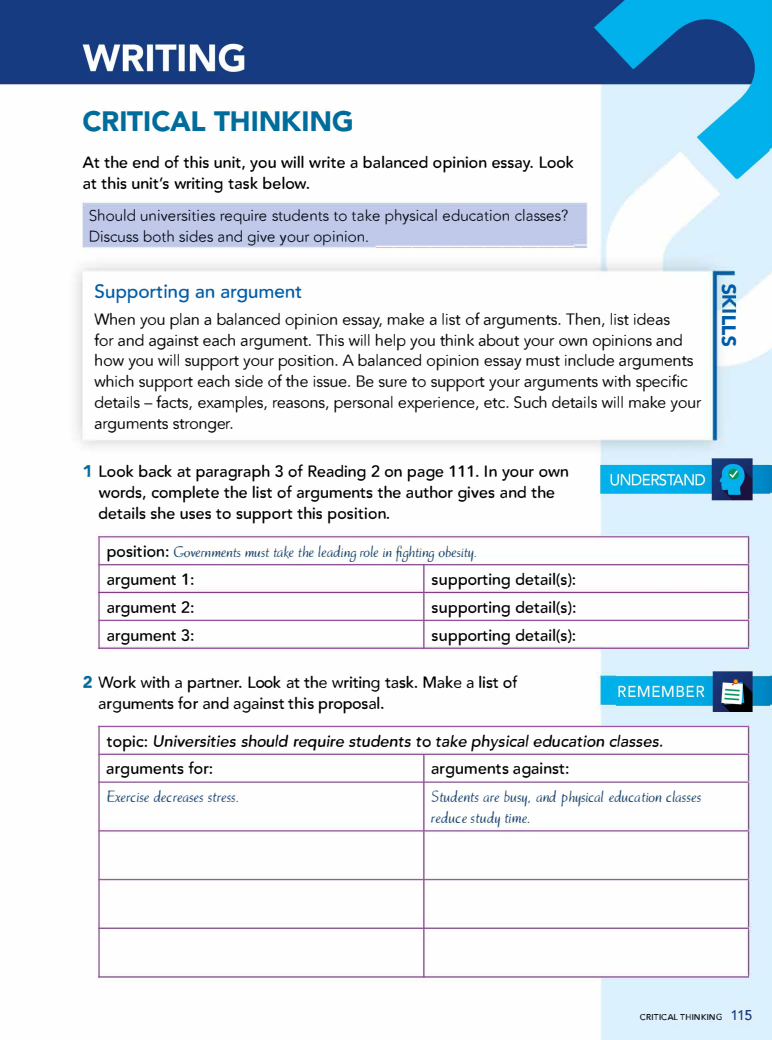 WRITING
CRITICAL THINKING
At the end of this unit, you will write a balanced opinion essay. Look
at this unit's writing task below.
Should universities require students to take physical education classes?
Discuss both sides and give your opinion.
SKILLS
Supporting an argument
When you plan a balanced opinion essay, make a list of arguments. Then, list ideas
for and against each argument. This will help you think about your own opinions and
how you will support your position. A balanced opinion essay must include arguments
which support each side of the issue. Be sure to support your arguments with specific
details – facts, examples, reasons, personal experience, etc. Such details will make your
arguments stronger.
1 Look back at paragraph 3 of Reading 2 on page 111. In your own
words, complete the list of arguments the author gives and the
details she uses to support this position.
UNDERSTAND
position: Governments must take the leading role in fighting obesity.
argument 1: supporting detail(s):
argument 2: supporting detail(s):
argument 3: supporting detail(s):
2 Work with a partner. Look at the writing task. Make a list of
arguments for and against this proposal.
REMEMBER
topic: Universities should require students to take physical education classes.
arguments for: arguments against:
Exercise decreases stress. Students are busy, and physical education classes
reduce study time.
CRITICAL THINKING 115